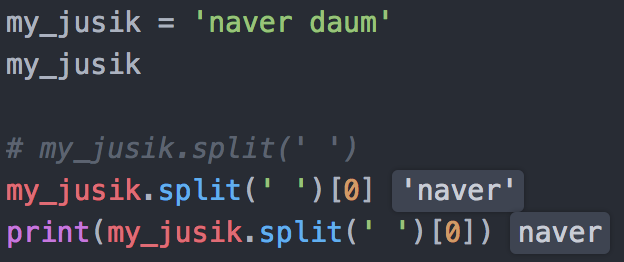 my_jusik = 'naver daum'
my_jusik
# my_jusik.split(' ')
my_jusik.split(' ')[0] 'naver'
print(my_jusik.split(' ')[0]) naver